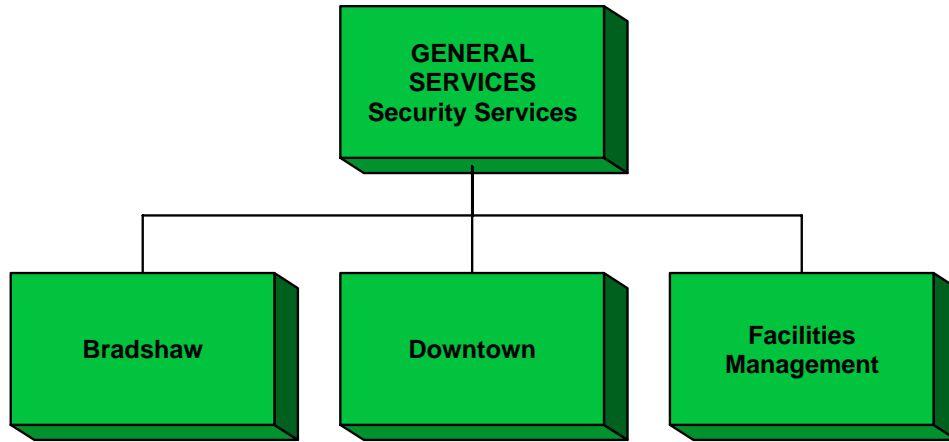 GENERAL
SERVICES
Security Services
Bradshaw
Downtown
Facilities
Management